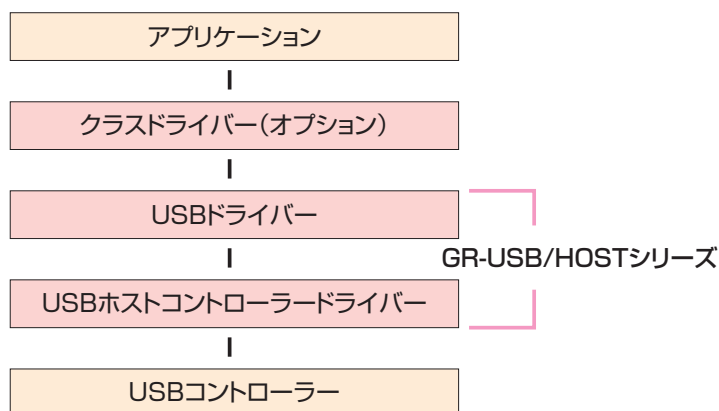 アプリケーション
クラスドライバー(オプション)
USBドライバー
GR-USB/HOSTシリーズ
USBホストコントローラードライバー
USBコントローラー